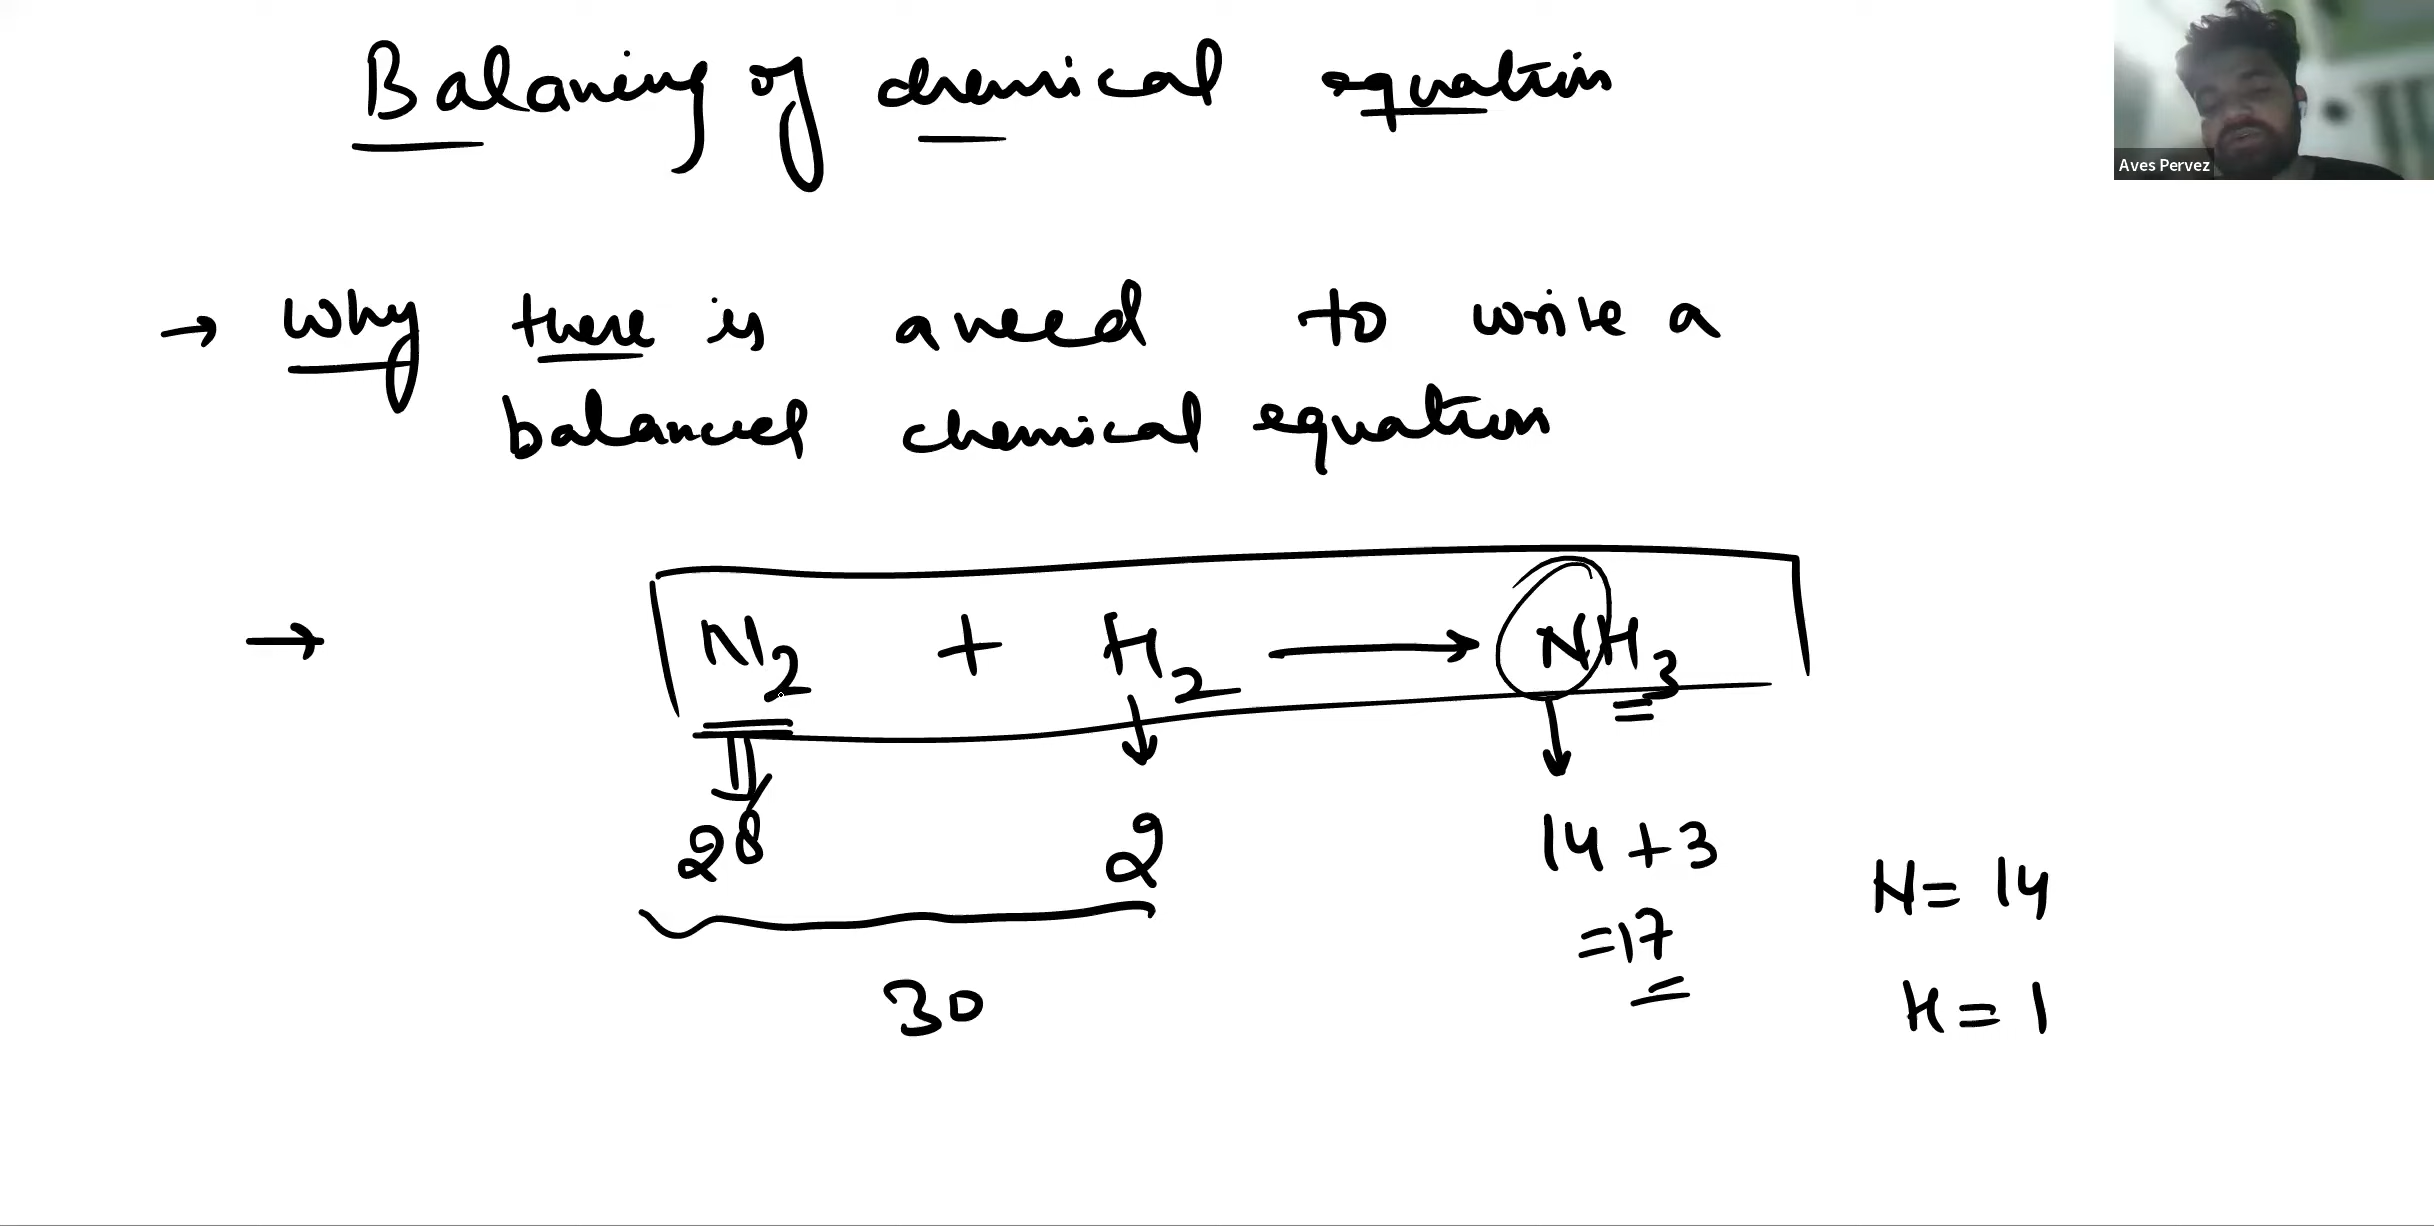 Balancing of chemical equation
Aves Pervez
→ Why there is a need to write a
balanced chemical equation
→ N₂ + H₂ ⟶ NH₃
28 2 14 + 3
N = 14
= 17
30
H = 1